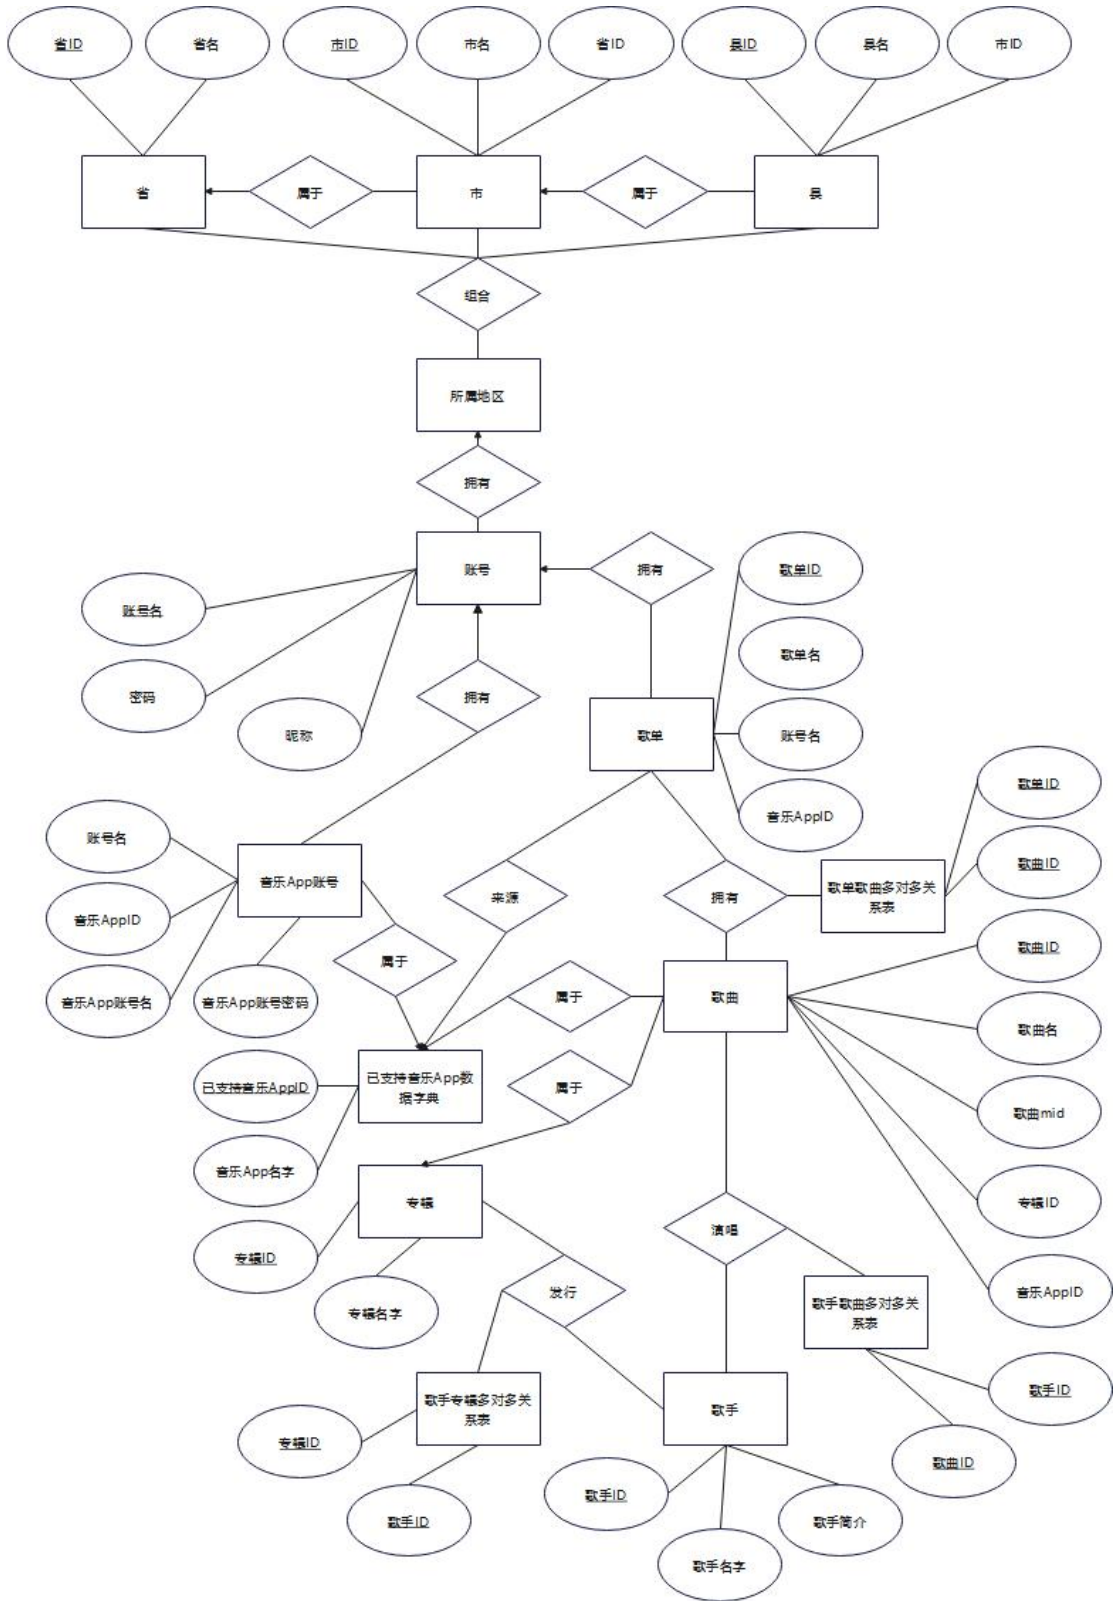 省ID
省名
市ID
市名
省ID
县ID
县名
市ID
省
属于
市
属于
县
组合
所属地区
拥有
账号
拥有
歌单ID
账号名
歌单名
密码
拥有
昵称
歌单
账号名
音乐AppID
歌单ID
账号名
音乐App账号
来源
拥有
歌单歌曲多对多关
系表
歌曲ID
音乐AppID
属于
歌曲ID
音乐App账号名
音乐App账号密码
属于
歌曲
歌曲名
已支持音乐AppID
已支持音乐App数
据字典
属于
歌曲mid
音乐App名字
专辑
专辑ID
演唱
专辑ID
专辑名字
发行
歌手歌曲多对多关
系表
音乐AppID
歌手专辑多对多关
系表
歌手
歌手ID
专辑ID
歌曲ID
歌手ID
歌手ID
歌手简介
歌手名字